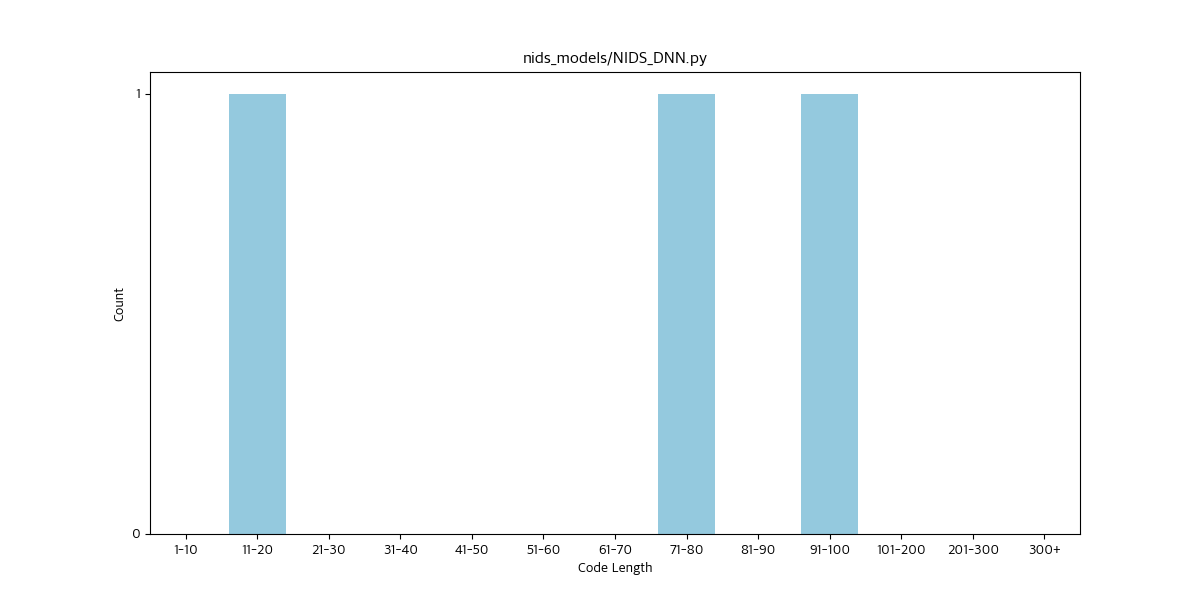 nids_models/NIDS_DNN.py
1
Count
0
1-10 11-20 21-30 31-40 41-50 51-60 61-70 71-80 81-90 91-100 101-200 201-300 300+
Code Length